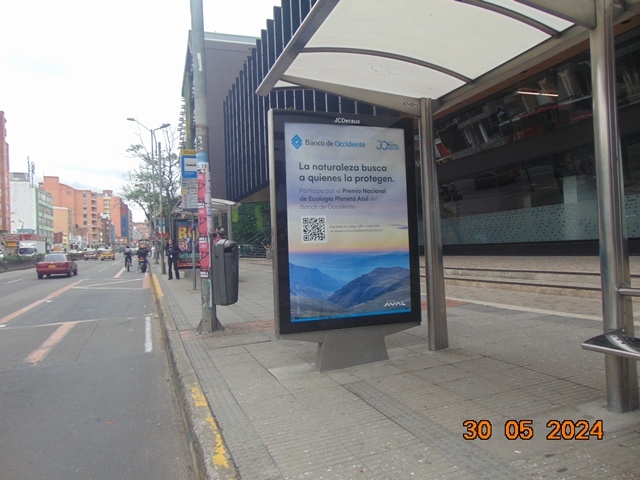 JCDecaux
Banco de Occidente
La naturaleza busca
a quienes la protegen.
Participa por el Premio Nacional
de Ecología Planeta Azul del
Banco de Occidente.
AVAL
30 05 2024